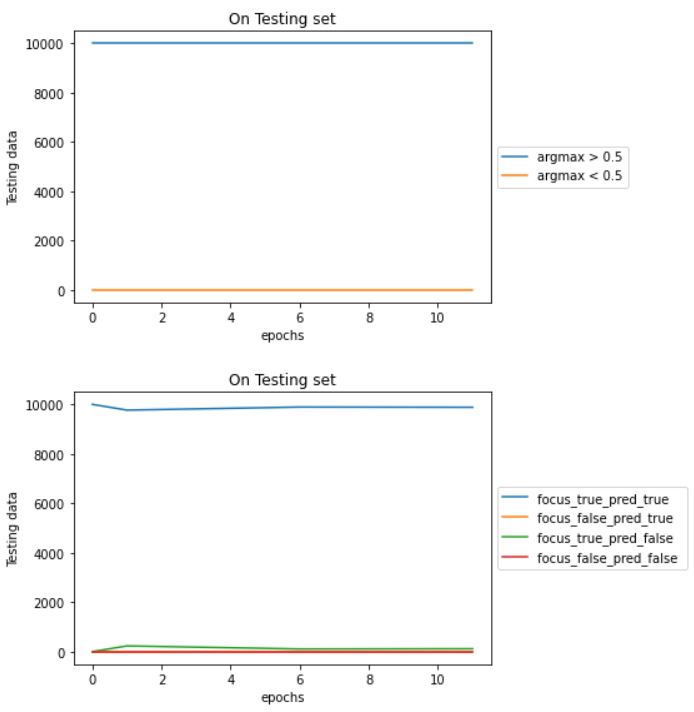 On Testing set
10000
8000
6000
4000
2000
0
Testing data
0 2 4 6 8 10
epochs
argmax > 0.5
argmax < 0.5
On Testing set
10000
8000
6000
4000
2000
0
Testing data
0 2 4 6 8 10
epochs
focus_true_pred_true
focus_false_pred_true
focus_true_pred_false
focus_false_pred_false